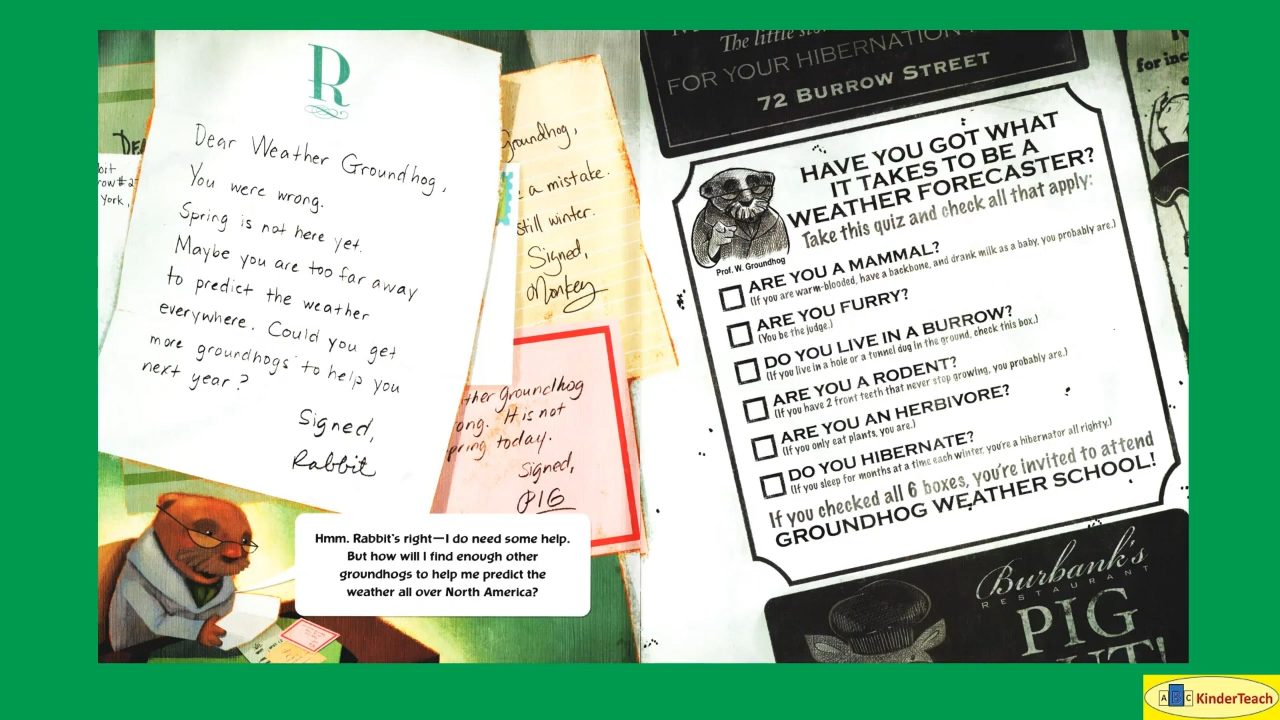 R
Dear Weather Groundhog,
You were wrong.
Spring is not here yet.
Maybe you are too far away
to predict the weather
everywhere. Could you get
more groundhogs to help you
next year?
Signed,
Rabbit
Groundhog,
a mistake.
still winter.
Signed,
Monkey
Groundhog
It is not
today.
Signed,
PIG
York,
Hmm. Rabbit's right—I do need some help.
But how will I find enough other
groundhogs to help me predict the
weather all over North America?
The little
FOR YOUR HIBERNATION
72 BURROW STREET
HAVE YOU GOT WHAT
IT TAKES TO BE A
WEATHER FORECASTER?
Take this quiz and check all that apply:
Prof. W. Groundhog
ARE YOU A MAMMAL?
(If you are warm-blooded, have a backbone, and drank milk as a baby, you probably are.)
ARE YOU FURRY?
(You be the judge.)
DO YOU LIVE IN A BURROW?
(If you live in a hole or a tunnel dug in the ground, check this box.)
ARE YOU A RODENT?
(If you have 2 front teeth that never stop growing, you probably are.)
ARE YOU AN HERBIVORE?
(If you only eat plants, you are.)
DO YOU HIBERNATE?
(If you sleep for months at a time each winter, you're a hibernator all righty.)
If you checked all 6 boxes, you're invited to attend
GROUNDHOG WEATHER SCHOOL!
Burbank's
RESTAURANT
PIG
for
ABC KinderTeach